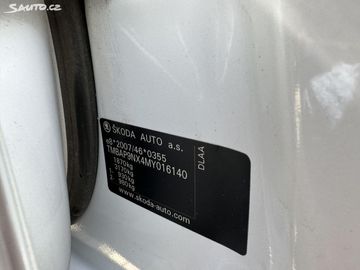 Sauto.cz
ŠKODA AUTO a.s.
e8*2007/46*0355
TMBAP9NX4MY016140
1870kg
3170kg
1. 930kg
2. 980kg
www.skoda-auto.com
DLAA